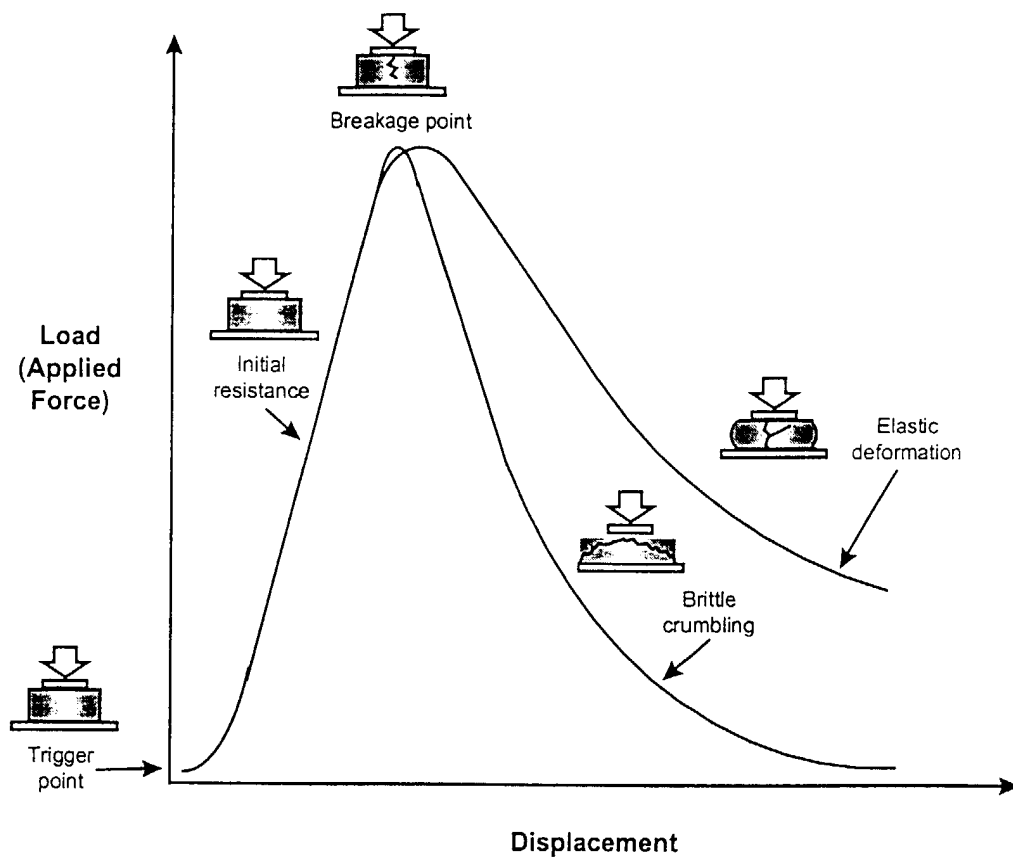 Breakage point
Load
(Applied
Force)
Initial
resistance
Elastic
deformation
Brittle
crumbling
Trigger
point
Displacement